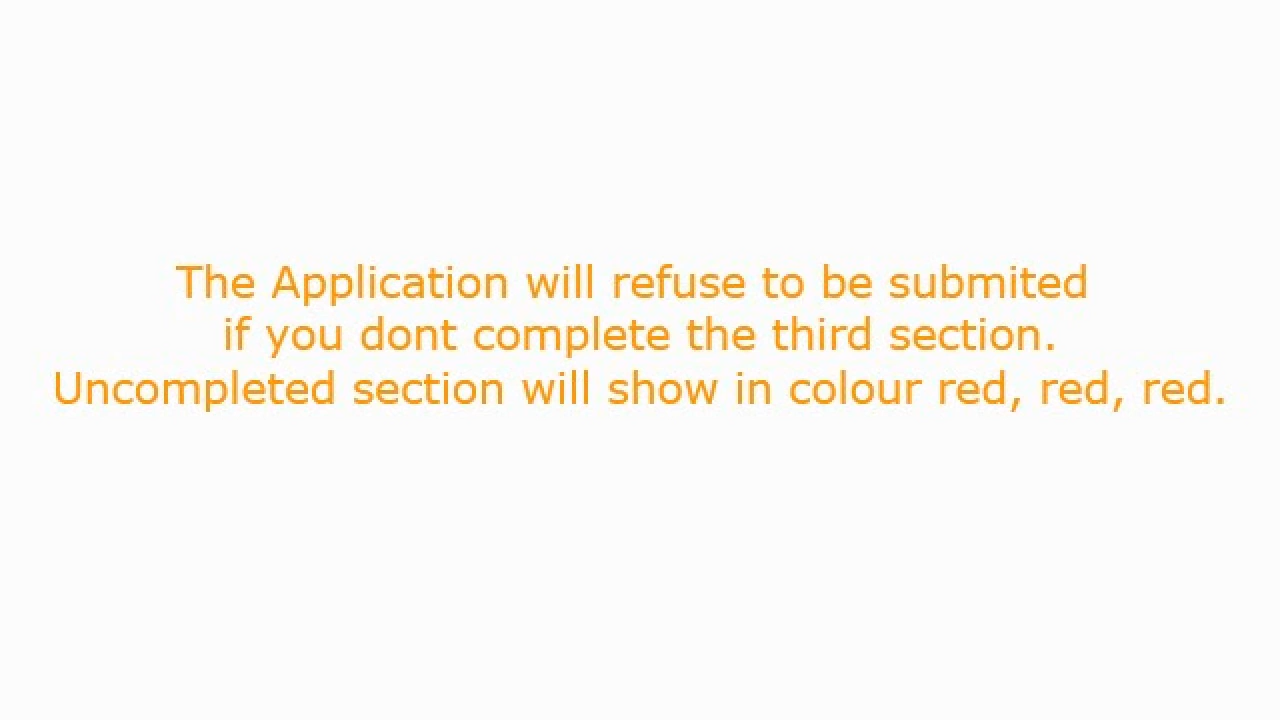 The Application will refuse to be submited
if you dont complete the third section.
Uncompleted section will show in colour red, red, red.